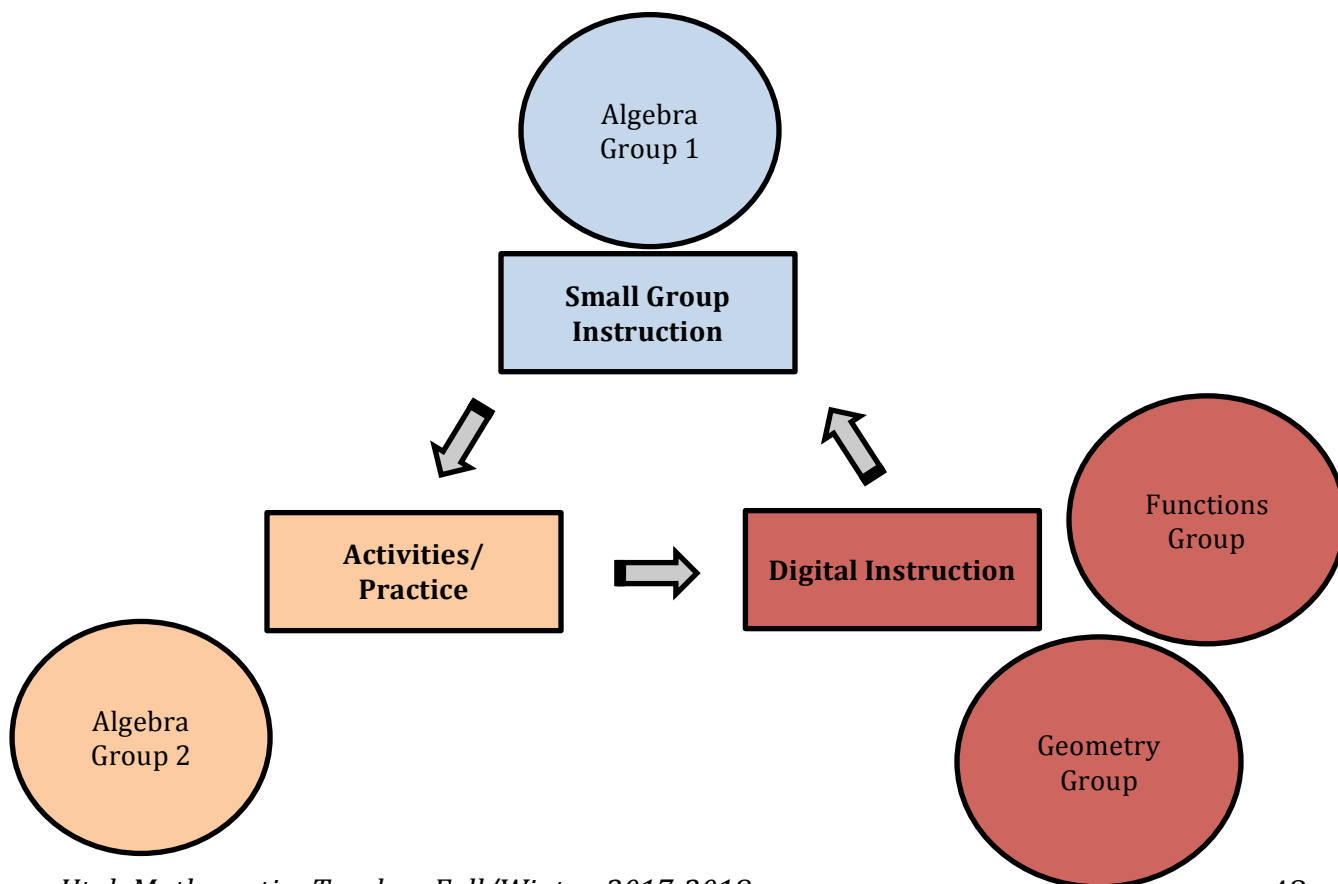 Algebra
Group 1
Small Group
Instruction
Activities/
Practice
Digital Instruction
Functions
Group
Algebra
Group 2
Geometry
Group